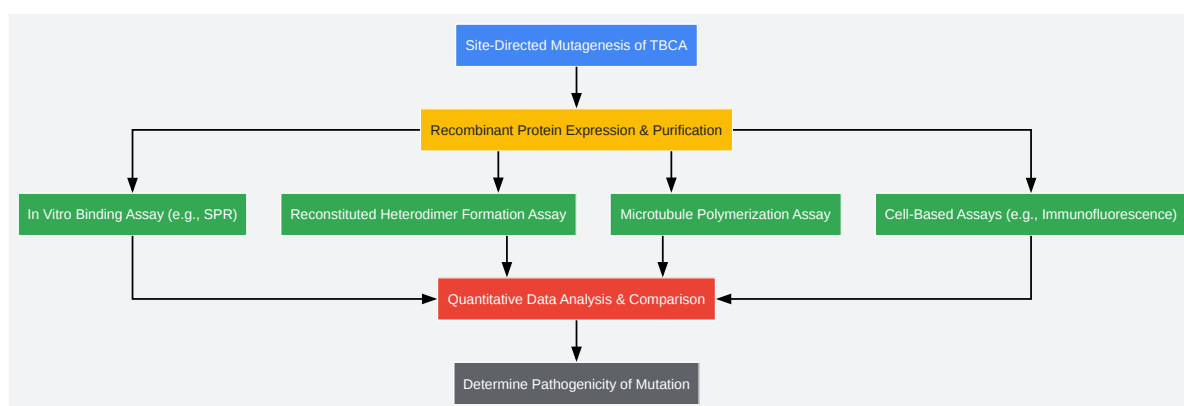 Site-Directed Mutagenesis of TBCA
Recombinant Protein Expression & Purification
In Vitro Binding Assay (e.g., SPR)
Reconstituted Heterodimer Formation Assay
Microtubule Polymerization Assay
Cell-Based Assays (e.g., Immunofluorescence)
Quantitative Data Analysis & Comparison
Determine Pathogenicity of Mutation